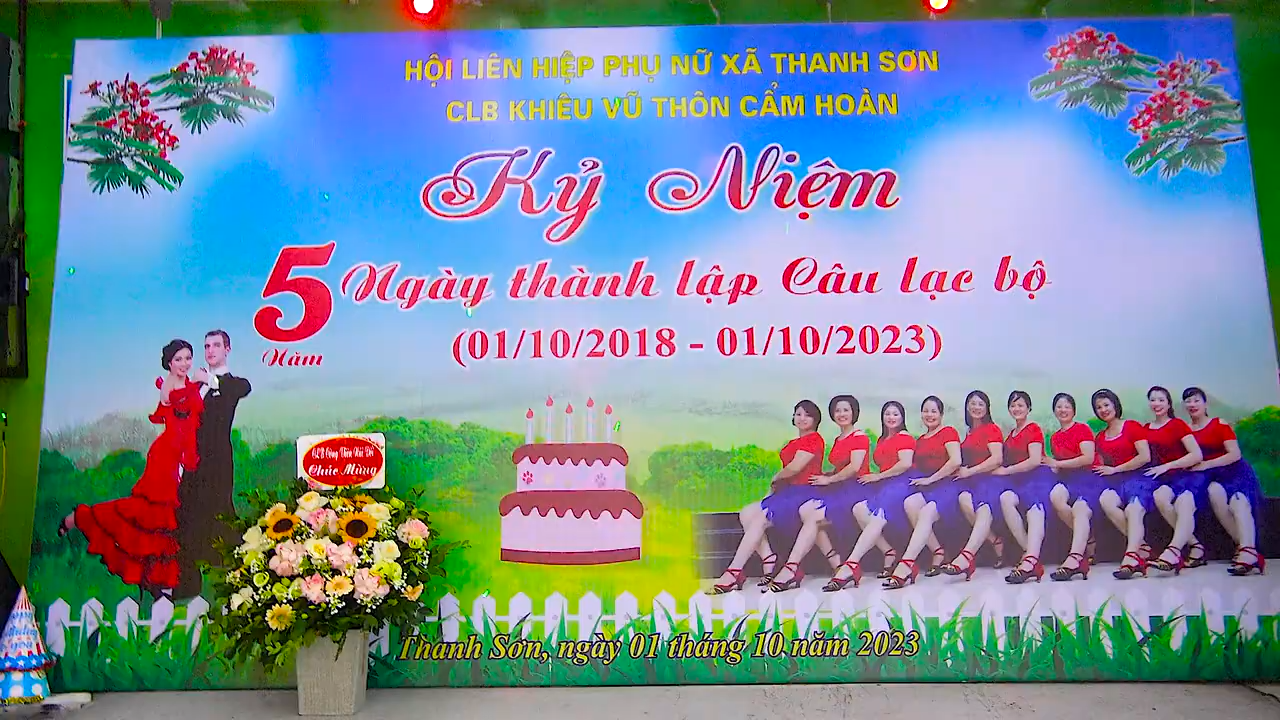 HỘI LIÊN HIỆP PHỤ NỮ XÃ THANH SƠN
CLB KHIÊU VŨ THÔN CẨM HOÀN
Kỷ Niệm
5 Năm
Ngày thành lập Câu lạc bộ
(01/10/2018 - 01/10/2023)
Chúc Mừng
Thanh Sơn, ngày 01 tháng 10 năm 2023